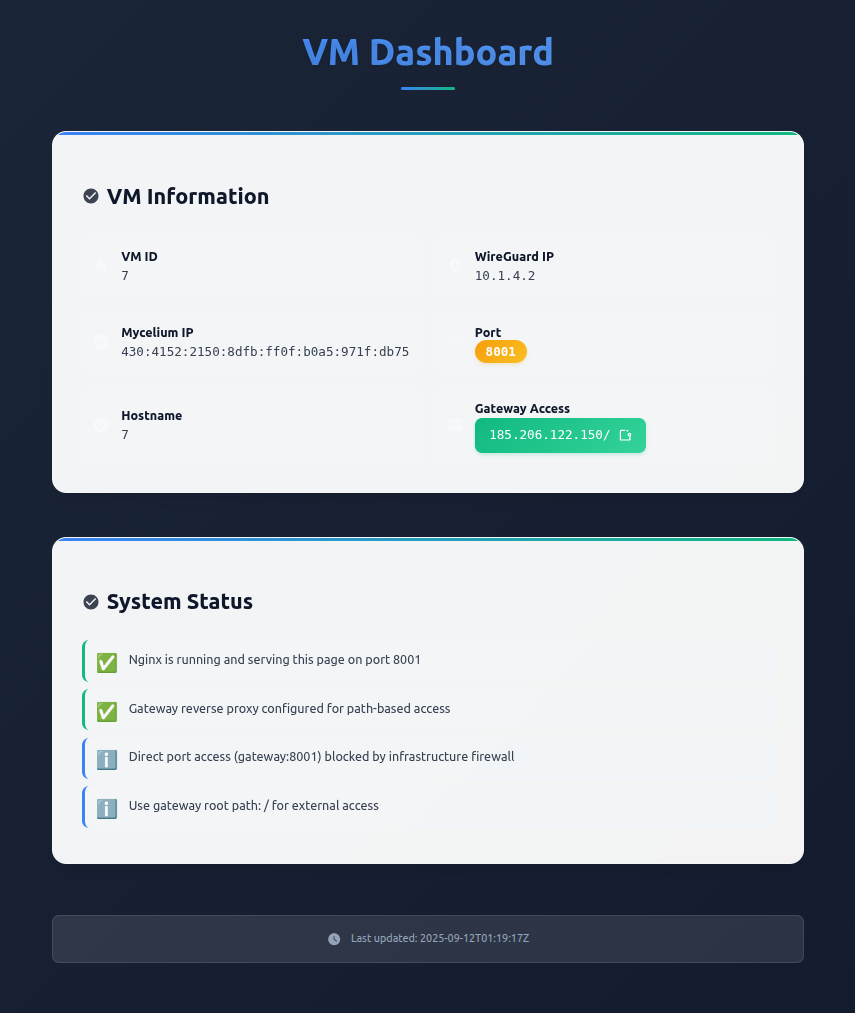 VM Dashboard
VM Information
VM ID
7
WireGuard IP
10.1.4.2
Mycelium IP
430:4152:2150:8dfb:ff0f:b0a5:971f:db75
Port
8001
Hostname
7
Gateway Access
185.206.122.150/
System Status
Nginx is running and serving this page on port 8001
Gateway reverse proxy configured for path-based access
Direct port access (gateway:8001) blocked by infrastructure firewall
Use gateway root path: / for external access
Last updated: 2025-09-12T01:19:17Z